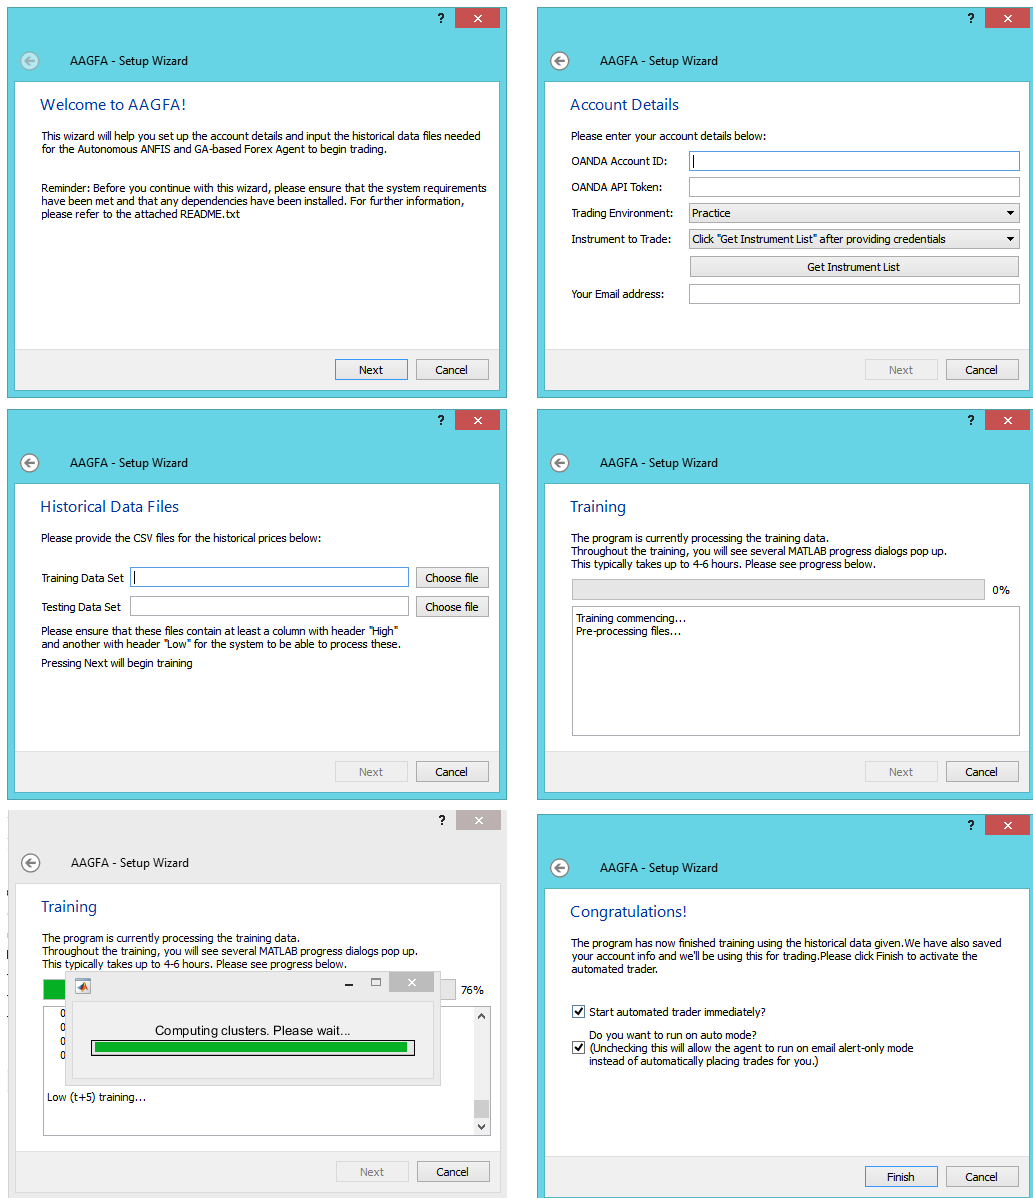 ?
AAGFA - Setup Wizard
Welcome to AAGFA!
This wizard will help you set up the account details and input the historical data files needed
for the Autonomous ANFIS and GA-based Forex Agent to begin trading.
Reminder: Before you continue with this wizard, please ensure that the system requirements
have been met and that any dependencies have been installed. For further information,
please refer to the attached README.txt
Next
Cancel
?
AAGFA - Setup Wizard
Account Details
Please enter your account details below:
OANDA Account ID:
OANDA API Token:
Trading Environment:
Practice
Instrument to Trade:
Click "Get Instrument List" after providing credentials
Get Instrument List
Your Email address:
Next
Cancel
?
AAGFA - Setup Wizard
Historical Data Files
Please provide the CSV files for the historical prices below:
Training Data Set
Choose file
Testing Data Set
Choose file
Please ensure that these files contain at least a column with header "High"
and another with header "Low" for the system to be able to process these.
Pressing Next will begin training
Next
Cancel
?
AAGFA - Setup Wizard
Training
The program is currently processing the training data.
Throughout the training, you will see several MATLAB progress dialogs pop up.
This typically takes up to 4-6 hours. Please see progress below.
0%
Training commencing...
Pre-processing files...
Next
Cancel
?
AAGFA - Setup Wizard
Training
The program is currently processing the training data.
Throughout the training, you will see several MATLAB progress dialogs pop up.
This typically takes up to 4-6 hours. Please see progress below.
76%
0
0
0
0
Computing clusters. Please wait...
Low (t+5) training...
Next
Cancel
?
AAGFA - Setup Wizard
Congratulations!
The program has now finished training using the historical data given.We have also saved
your account info and we'll be using this for trading.Please click Finish to activate the
automated trader.
Start automated trader immediately?
Do you want to run on auto mode?
(Unchecking this will allow the agent to run on email alert-only mode
instead of automatically placing trades for you.)
Finish
Cancel